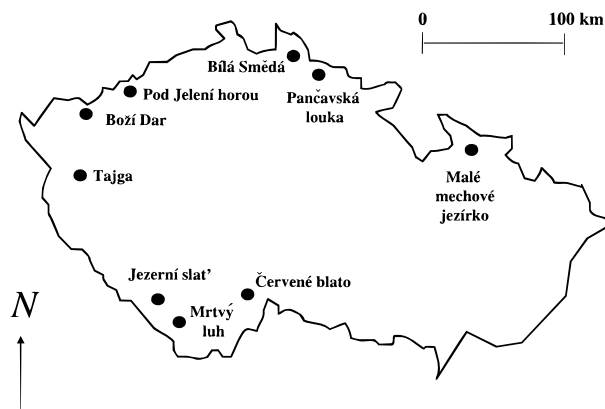 0 100 km
Bílá Smědá
Pančavská
louka
Pod Jelení horou
Boží Dar
Tajga
Malé
mechové
jezírko
Jezerní slat’
Mrtvý
luh
Červené blato
N